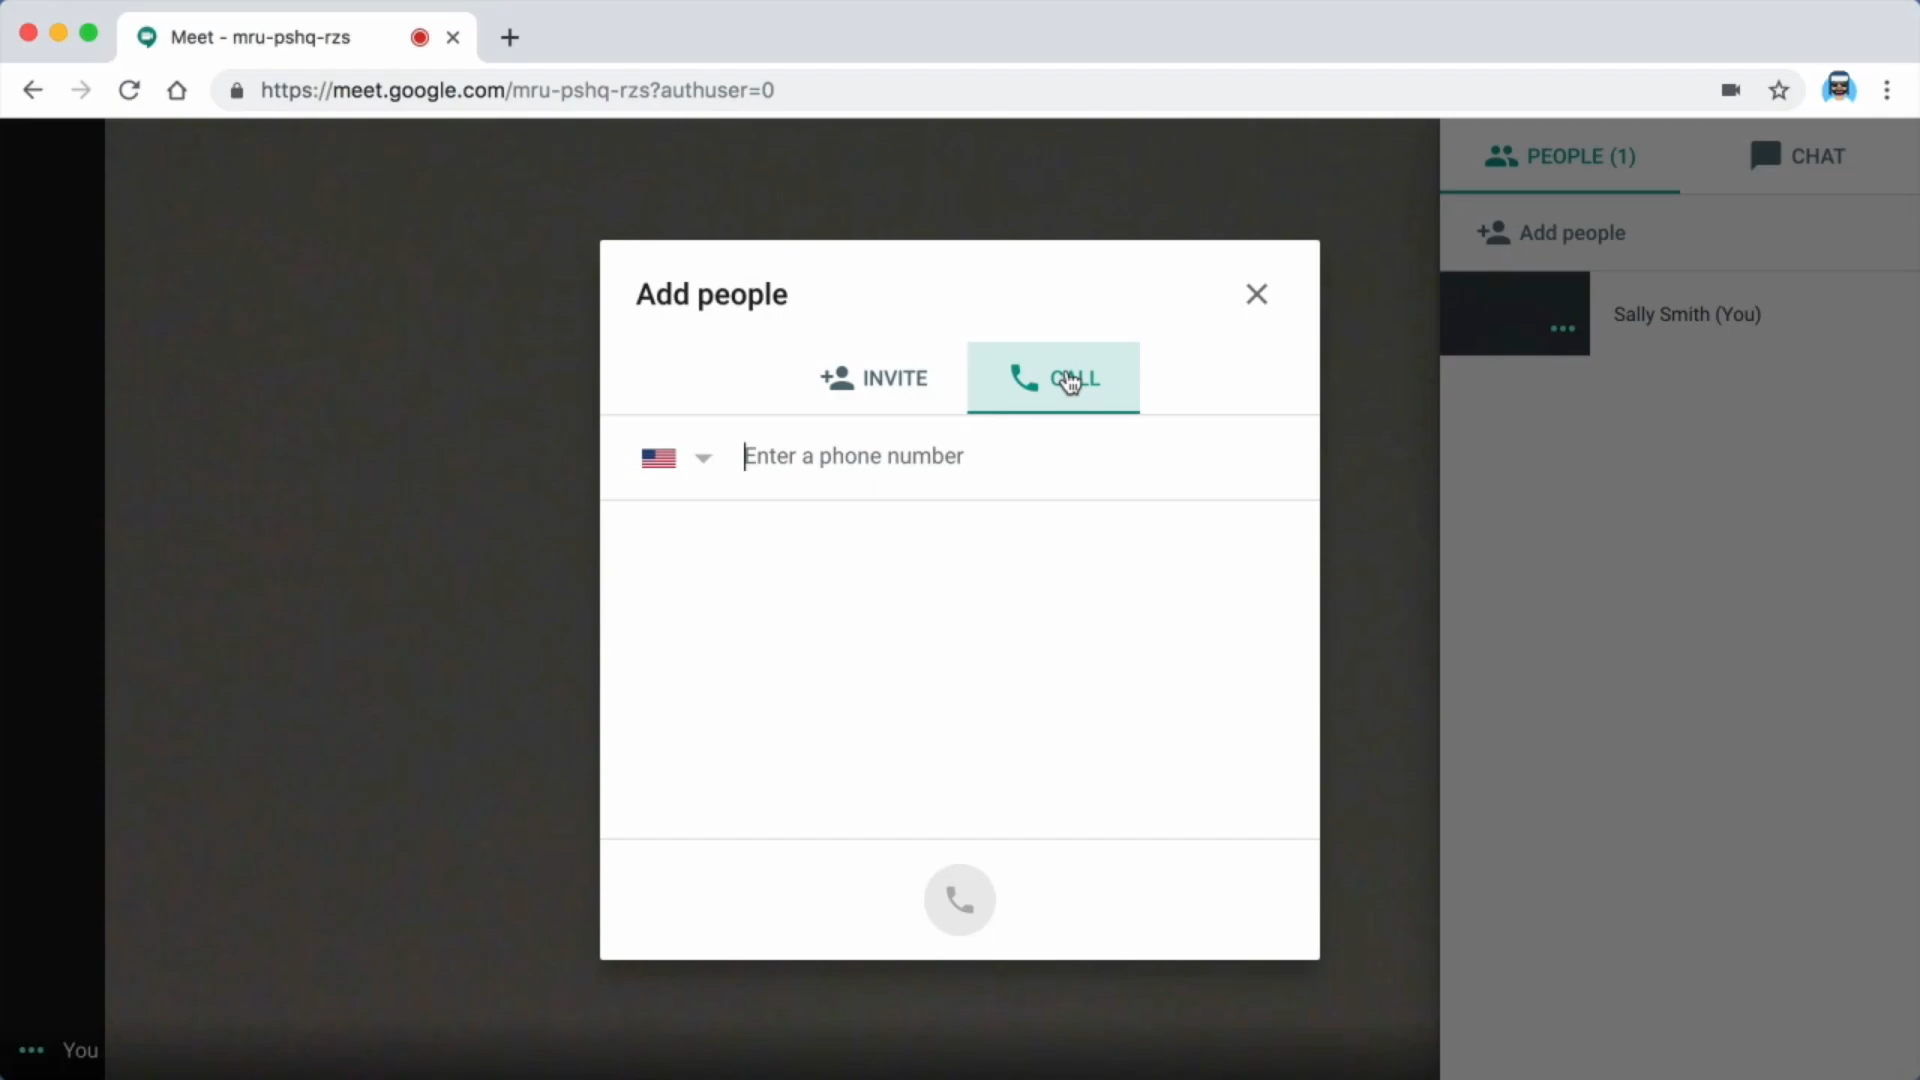 Meet - mru-pshq-rzs
https://meet.google.com/mru-pshq-rzs?authuser=0
PEOPLE (1)
CHAT
Add people
Sally Smith (You)
Add people
INVITE
CALL
Enter a phone number
You